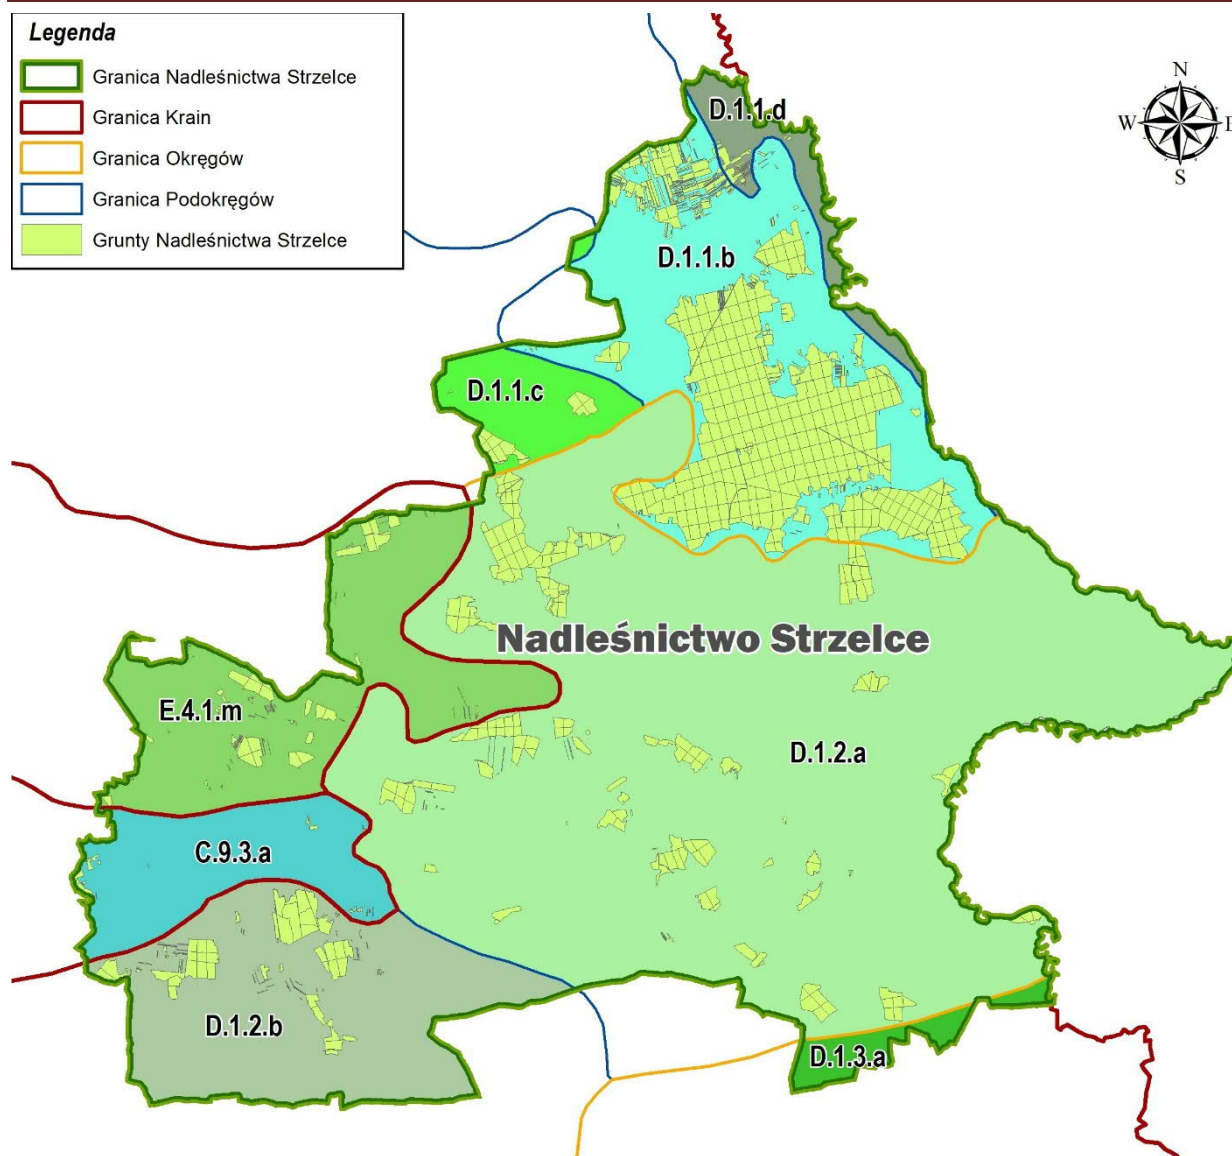 Legenda
Granica Nadleśnictwa Strzelce
Granica Krain
Granica Okręgów
Granica Podokręgów
Grunty Nadleśnictwa Strzelce
N
W
E
S
D.1.1.d
D.1.1.b
D.1.1.c
Nadleśnictwo Strzelce
E.4.1.m
D.1.2.a
C.9.3.a
D.1.2.b
D.1.3.a